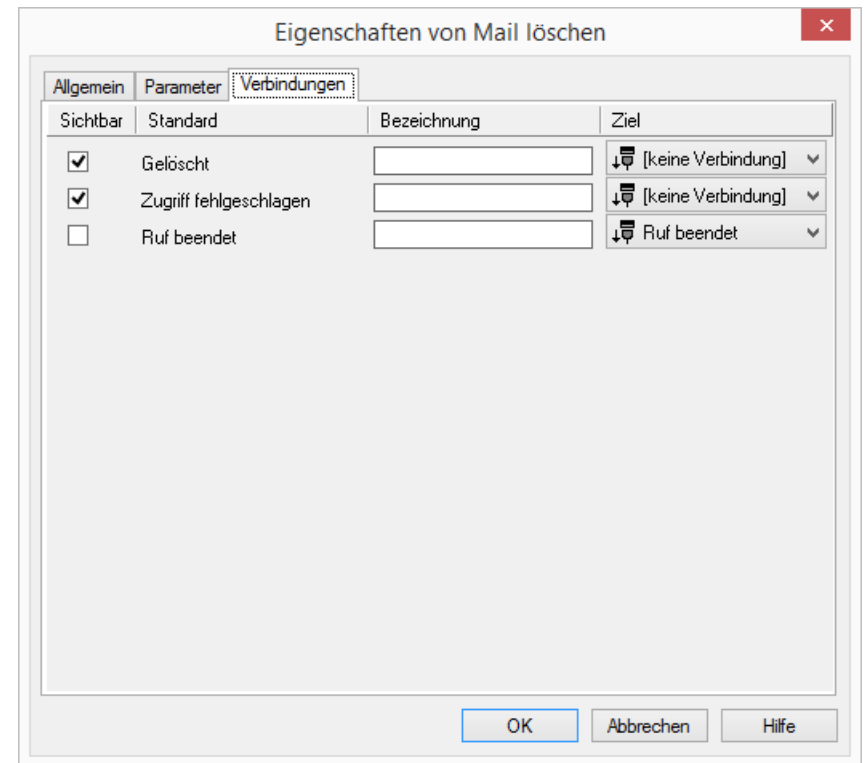 Eigenschaften von Mail löschen
Allgemein Parameter Verbindungen
Sichtbar Standard Bezeichnung Ziel
Gelöscht [keine Verbindung]
Zugriff fehlgeschlagen [keine Verbindung]
Ruf beendet Ruf beendet
OK Abbrechen Hilfe